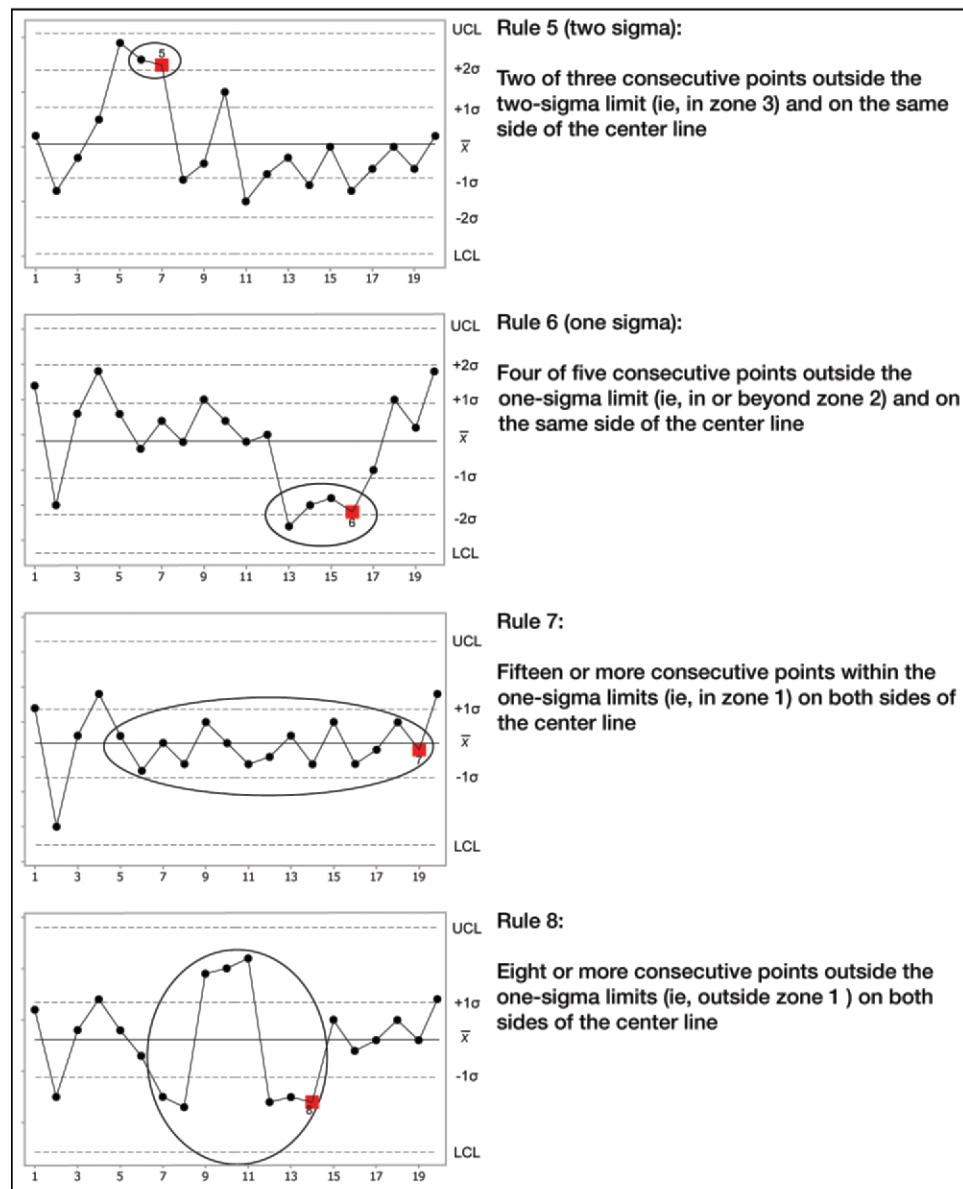 UCL
+2σ
+1σ
x̅
-1σ
-2σ
LCL
5
1 3 5 7 9 11 13 15 17 19
Rule 5 (two sigma):
Two of three consecutive points outside the
two-sigma limit (ie, in zone 3) and on the same
side of the center line
UCL
+2σ
+1σ
x̅
-1σ
-2σ
LCL
6
1 3 5 7 9 11 13 15 17 19
Rule 6 (one sigma):
Four of five consecutive points outside the
one-sigma limit (ie, in or beyond zone 2) and on
the same side of the center line
UCL
+1σ
x̅
-1σ
LCL
7
1 3 5 7 9 11 13 15 17 19
Rule 7:
Fifteen or more consecutive points within the
one-sigma limits (ie, in zone 1) on both sides of
the center line
UCL
+1σ
x̅
-1σ
LCL
8
1 3 5 7 9 11 13 15 17 19
Rule 8:
Eight or more consecutive points outside the
one-sigma limits (ie, outside zone 1 ) on both
sides of the center line